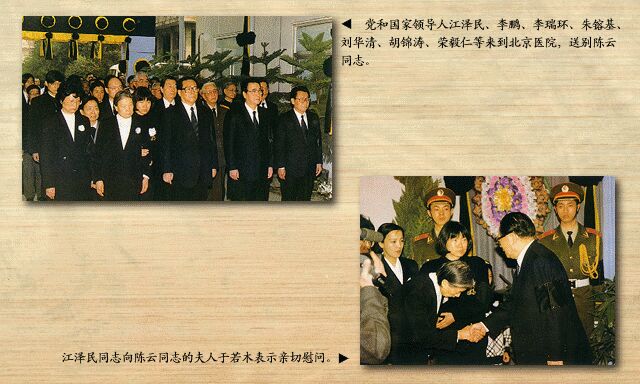 ◀ 党和国家领导人江泽民、李鹏、李瑞环、朱镕基、
刘华清、胡锦涛、荣毅仁等来到北京医院，送别陈云
同志。
江泽民同志向陈云同志的夫人于若木表示亲切慰问。▶